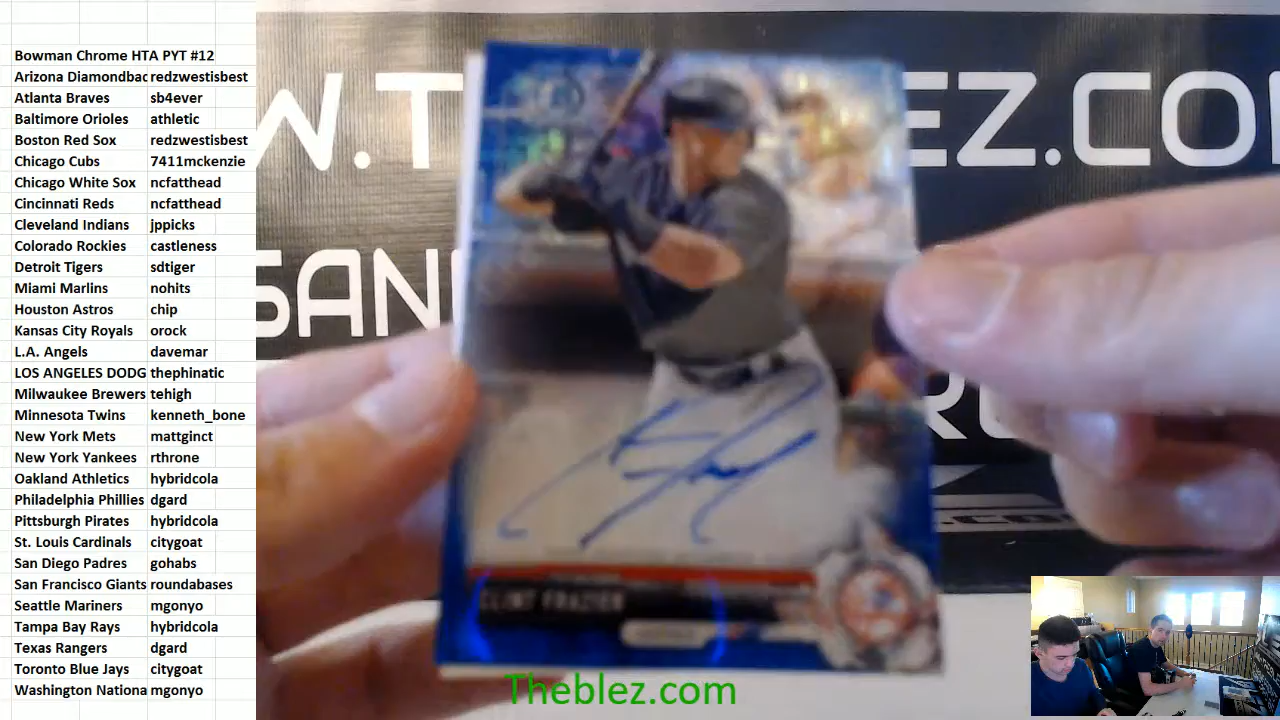 Bowman Chrome HTA PYT #12
Arizona Diamondbac redzwestisbest
Atlanta Braves sb4ever
Baltimore Orioles athletic
Boston Red Sox redzwestisbest
Chicago Cubs 7411mckenzie
Chicago White Sox ncfatthead
Cincinnati Reds ncfatthead
Cleveland Indians jppicks
Colorado Rockies castleness
Detroit Tigers sdtiger
Miami Marlins nohits
Houston Astros chip
Kansas City Royals orock
L.A. Angels davemar
LOS ANGELES DODG thephinatic
Milwaukee Brewers tehigh
Minnesota Twins kenneth_bone
New York Mets mattginct
New York Yankees rthrone
Oakland Athletics hybridcola
Philadelphia Phillies dgard
Pittsburgh Pirates hybridcola
St. Louis Cardinals citygoat
San Diego Padres gohabs
San Francisco Giants roundabases
Seattle Mariners mgonyo
Tampa Bay Rays hybridcola
Texas Rangers dgard
Toronto Blue Jays citygoat
Washington Nationa mgonyo
W.T EZ.CO
SAN
CLINT FRAZIER
Theblez.com